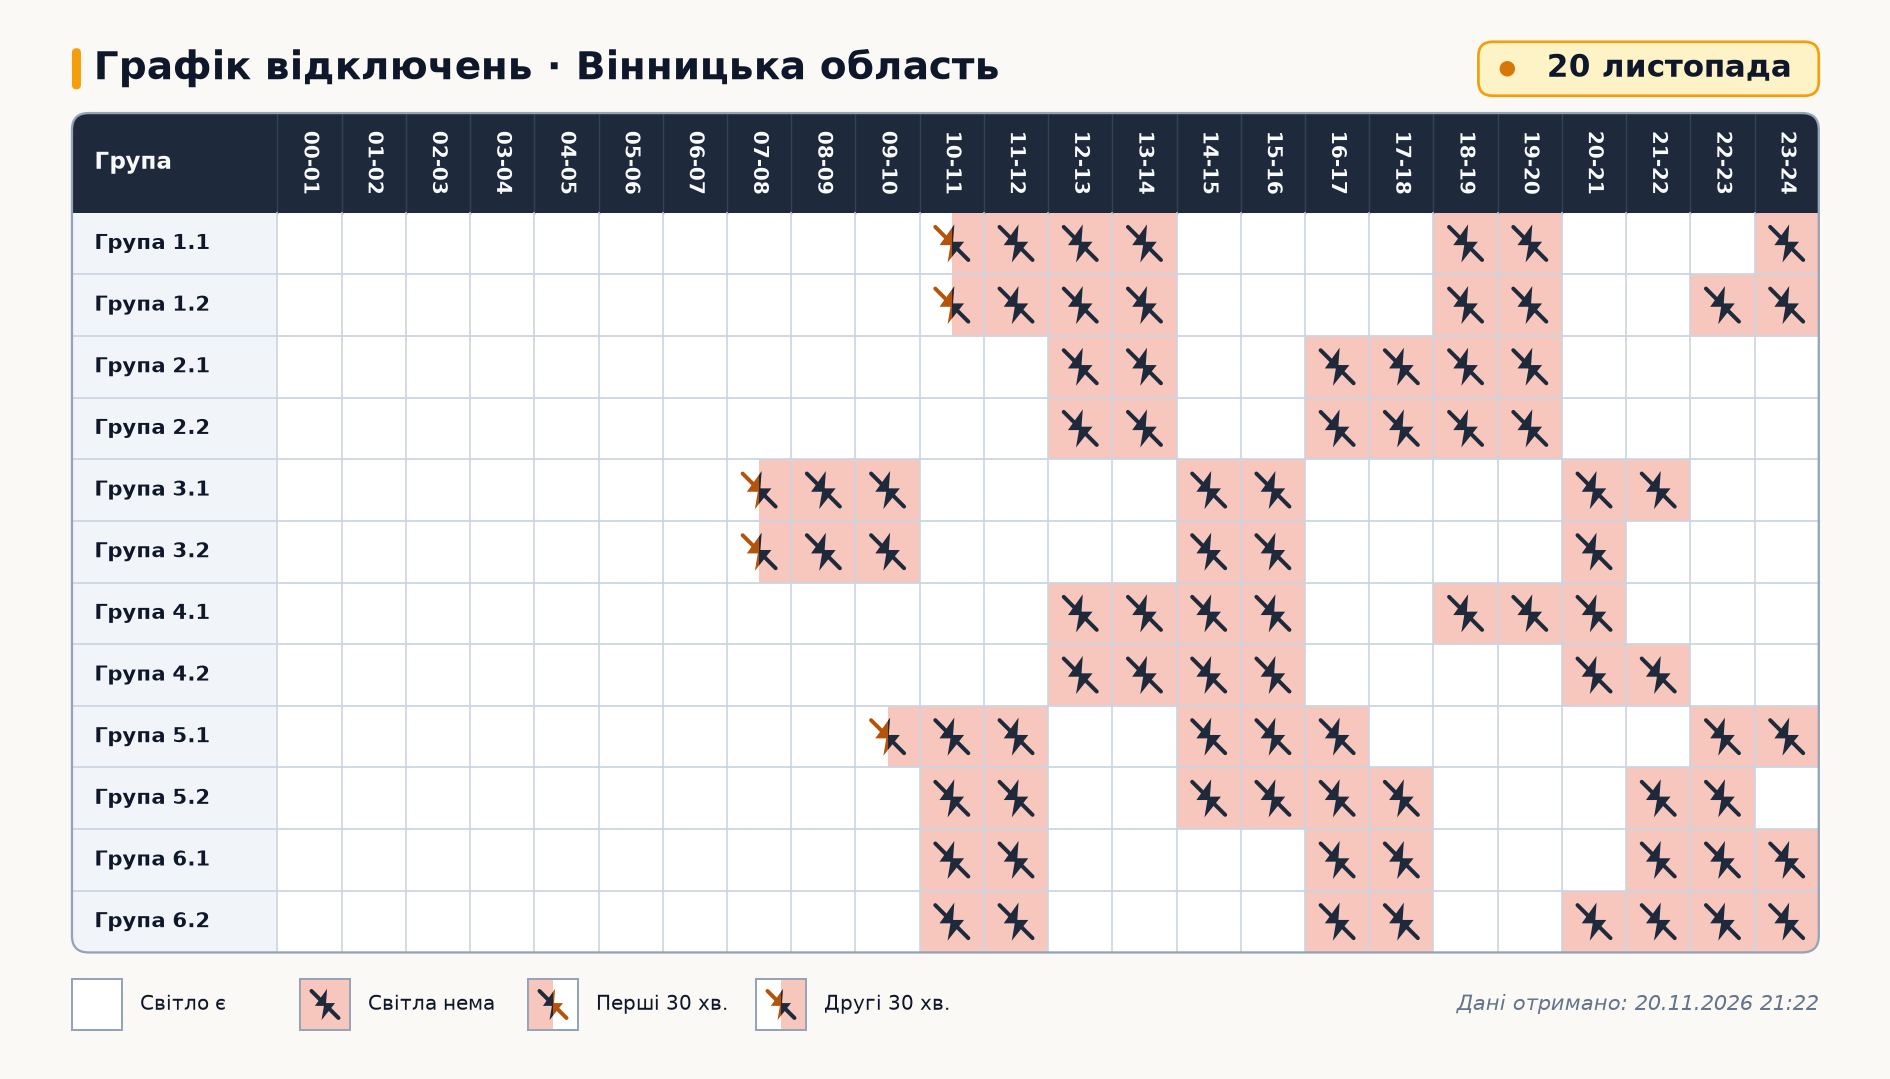 Графік відключень · Вінницька область
20 листопада
Група 00-01 01-02 02-03 03-04 04-05 05-06 06-07 07-08 08-09 09-10 10-11 11-12 12-13 13-14 14-15 15-16 16-17 17-18 18-19 19-20 20-21 21-22 22-23 23-24
Група 1.1
Група 1.2
Група 2.1
Група 2.2
Група 3.1
Група 3.2
Група 4.1
Група 4.2
Група 5.1
Група 5.2
Група 6.1
Група 6.2
Світло є Світла нема Перші 30 хв. Другі 30 хв. Дані отримано: 20.11.2026 21:22